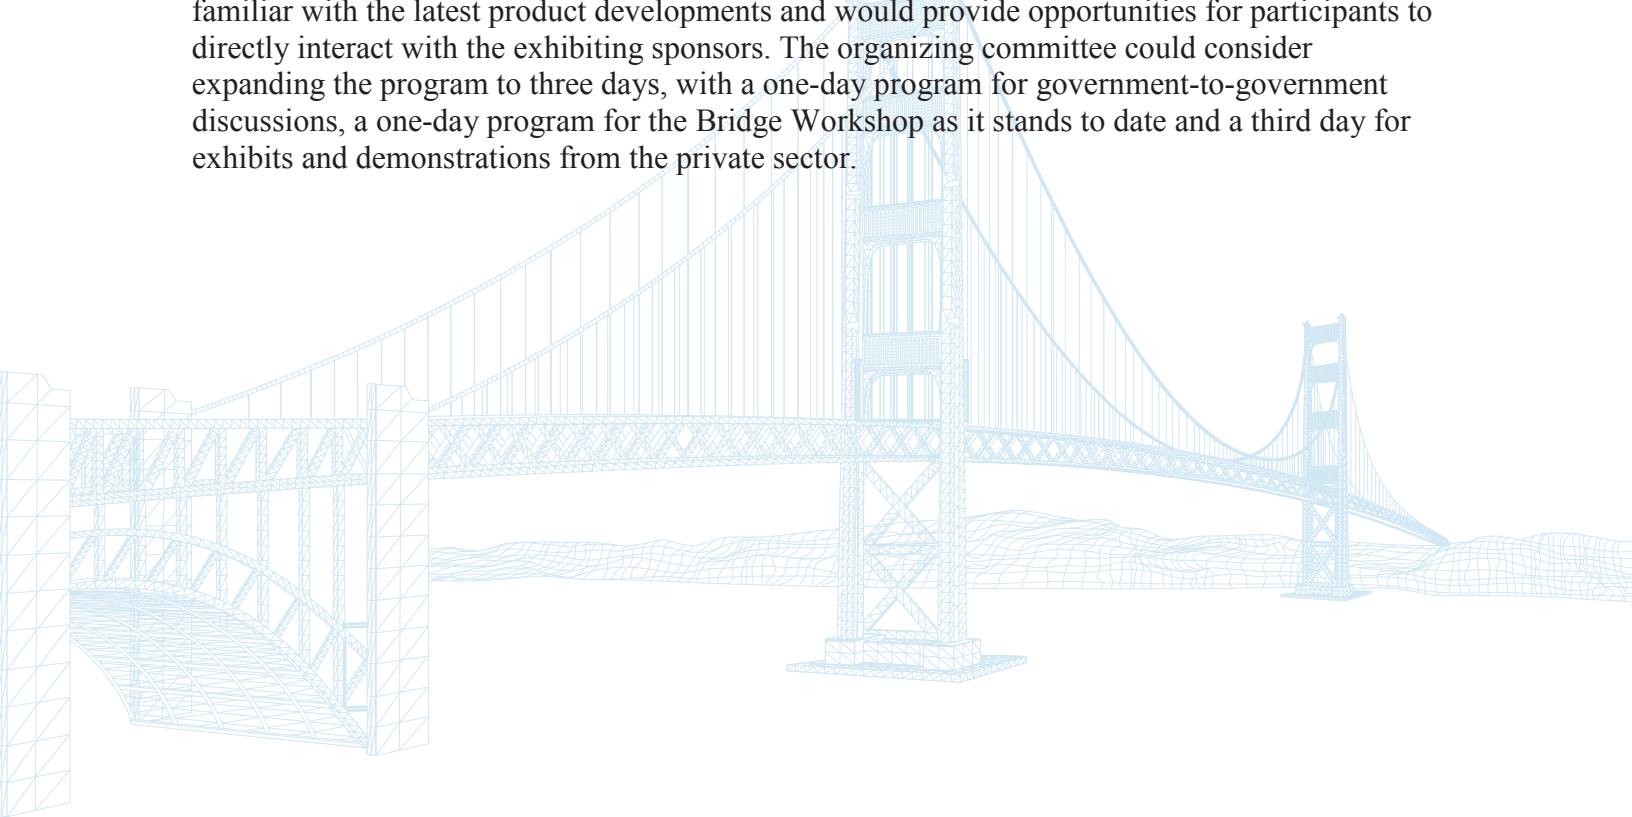 familiar with the latest product developments and would provide opportunities for participants to
directly interact with the exhibiting sponsors. The organizing committee could consider
expanding the program to three days, with a one-day program for government-to-government
discussions, a one-day program for the Bridge Workshop as it stands to date and a third day for
exhibits and demonstrations from the private sector.